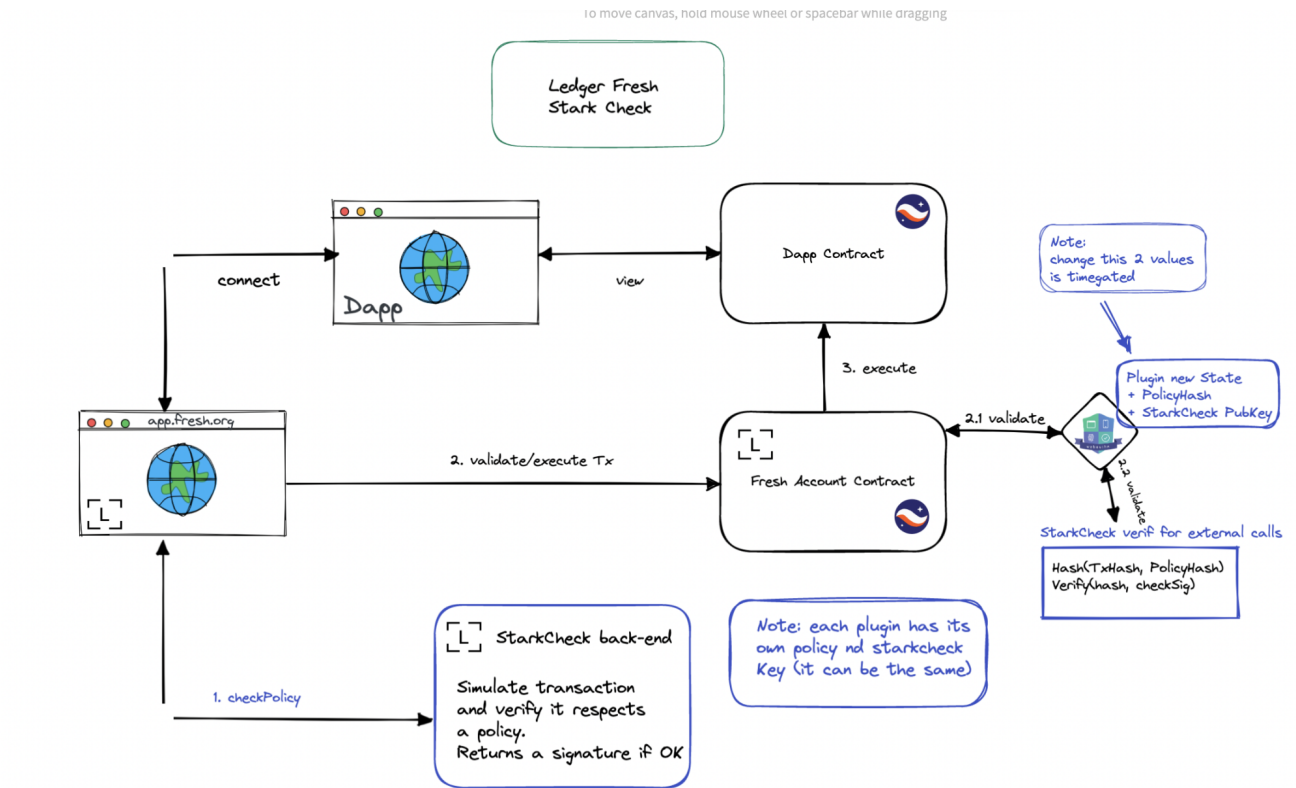 To move canvas, hold mouse wheel or spacebar while dragging
Ledger Fresh
Stark Check
connect
Dapp
view
Dapp Contract
Note:
change this 2 values
is timegated
3. execute
Plugin new State
+ PolicyHash
+ StarkCheck PubKey
app.fresh.org
L
2. validate/execute Tx
L
Fresh Account Contract
2.1 validate
2.2 validate
StarkCheck verif for external calls
Hash(TxHash, PolicyHash)
Verify(hash, checkSig)
1. checkPolicy
L
StarkCheck back-end
Simulate transaction
and verify it respects
a policy.
Returns a signature if OK
Note: each plugin has its
own policy nd starkcheck
Key (it can be the same)